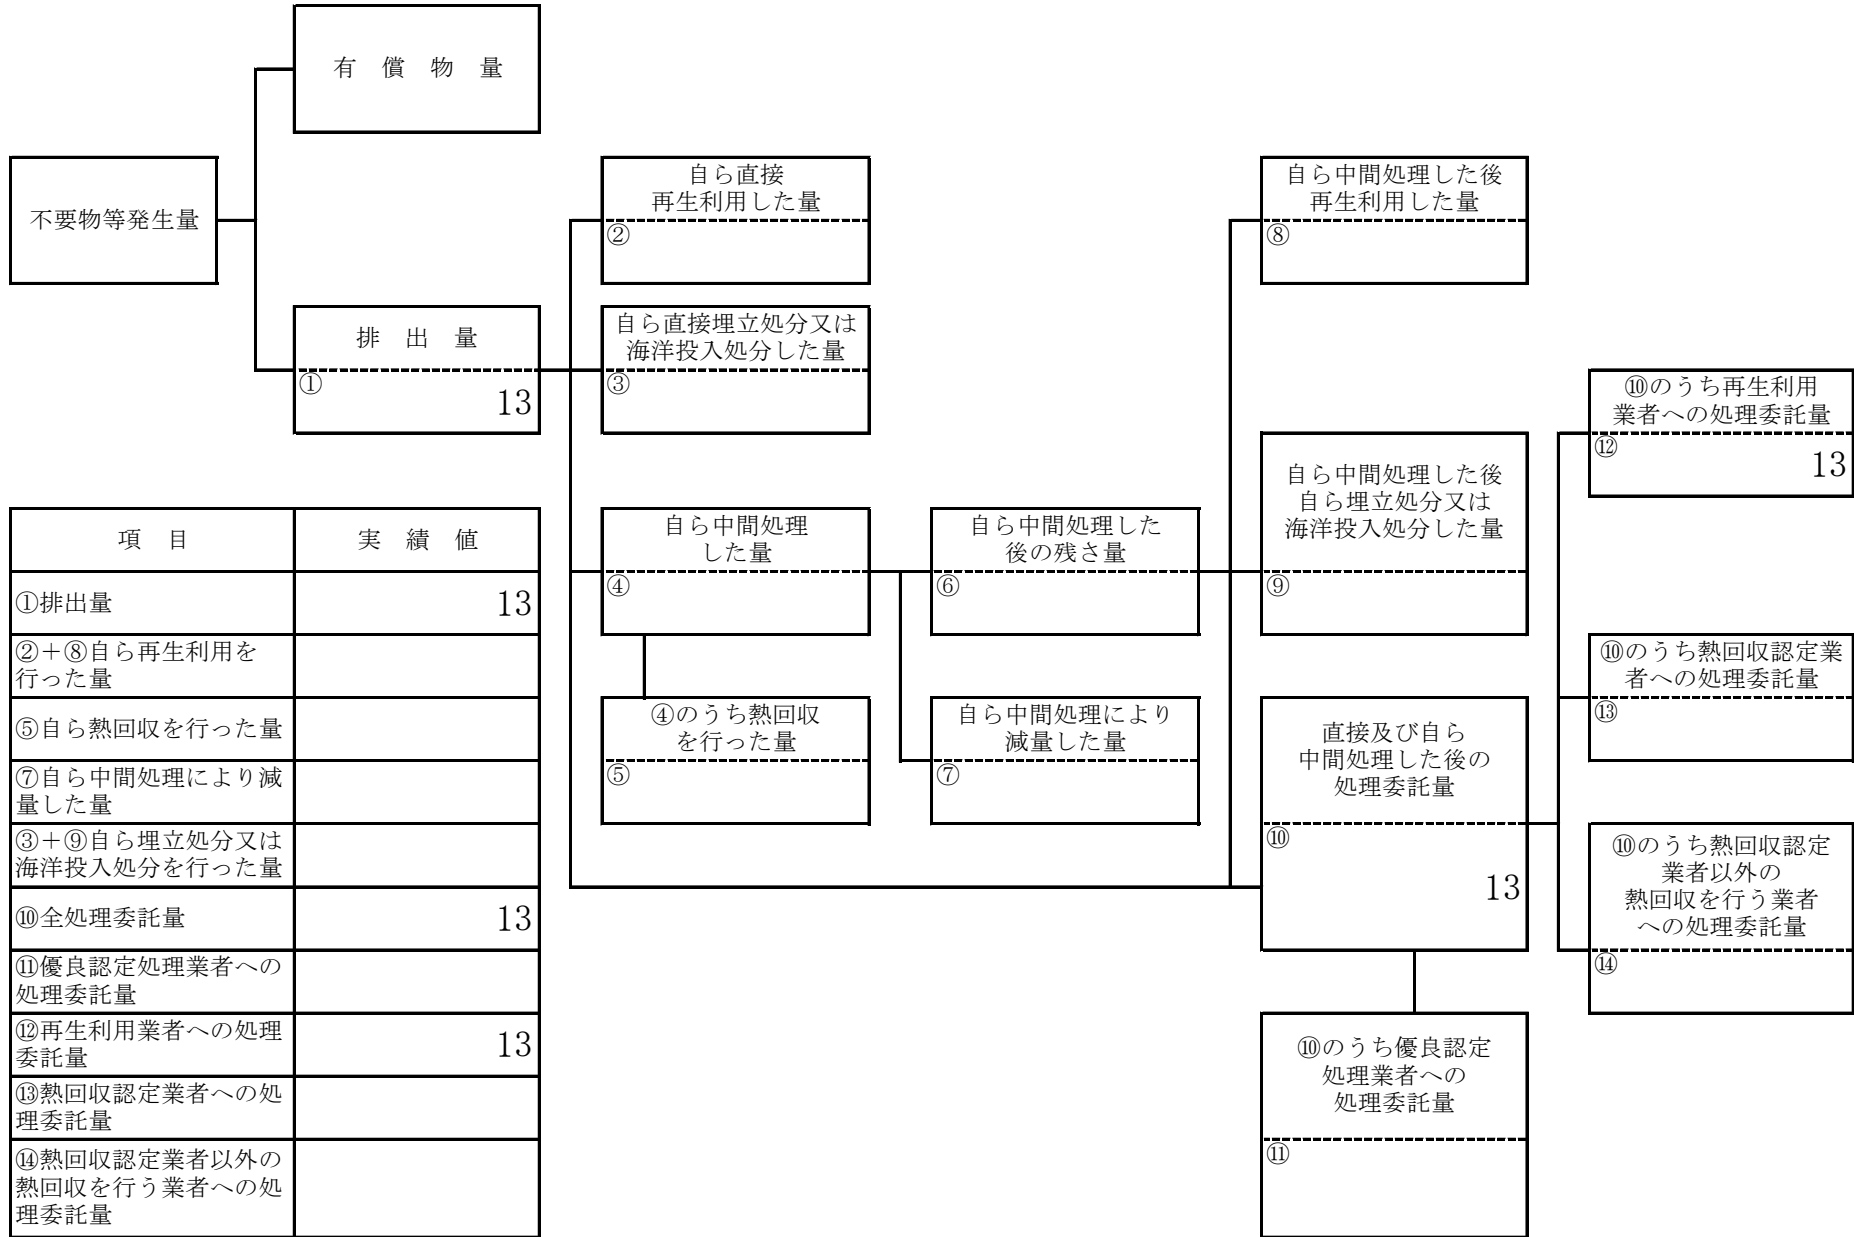 有 償 物 量
不要物等発生量
排 出 量
①
13
自ら直接
再生利用した量
②
自ら直接埋立処分又は
海洋投入処分した量
③
自ら中間処理
した量
④
④のうち熱回収
を行った量
⑤
自ら中間処理した
後の残さ量
⑥
自ら中間処理により
減量した量
⑦
自ら中間処理した後
再生利用した量
⑧
自ら中間処理した後
自ら埋立処分又は
海洋投入処分した量
⑨
直接及び自ら
中間処理した後の
処理委託量
⑩
13
⑩のうち優良認定
処理業者への
処理委託量
⑪
⑩のうち再生利用
業者への処理委託量
⑫
13
⑩のうち熱回収認定業
者への処理委託量
⑬
⑩のうち熱回収認定
業者以外の
熱回収を行う業者
への処理委託量
⑭
項 目 実 績 値
①排出量 13
②+⑧自ら再生利用を
行った量
⑤自ら熱回収を行った量
⑦自ら中間処理により減
量した量
③+⑨自ら埋立処分又は
海洋投入処分を行った量
⑩全処理委託量 13
⑪優良認定処理業者への
処理委託量
⑫再生利用業者への処理
委託量 13
⑬熱回収認定業者への処
理委託量
⑭熱回収認定業者以外の
熱回収を行う業者への処
理委託量